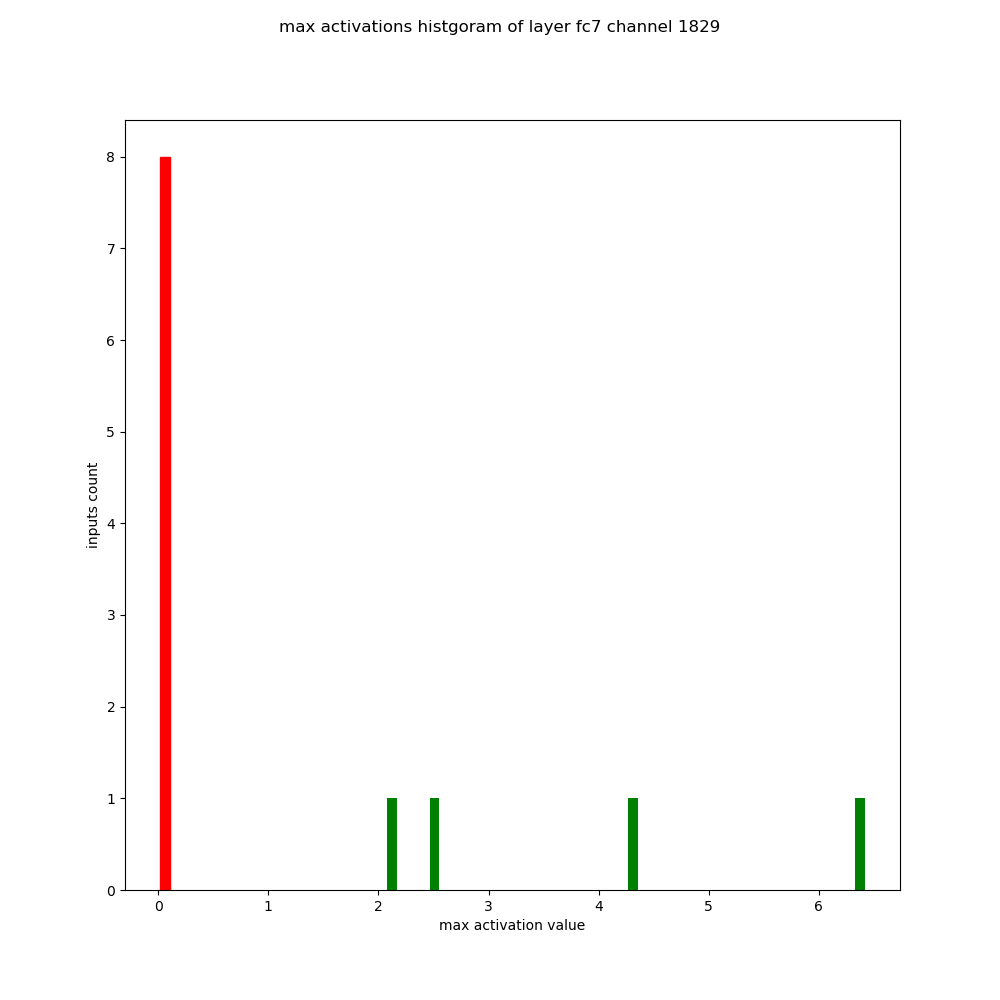 max activations histgoram of layer fc7 channel 1829
8
7
6
5
4
3
2
1
0
inputs count
0 1 2 3 4 5 6
max activation value